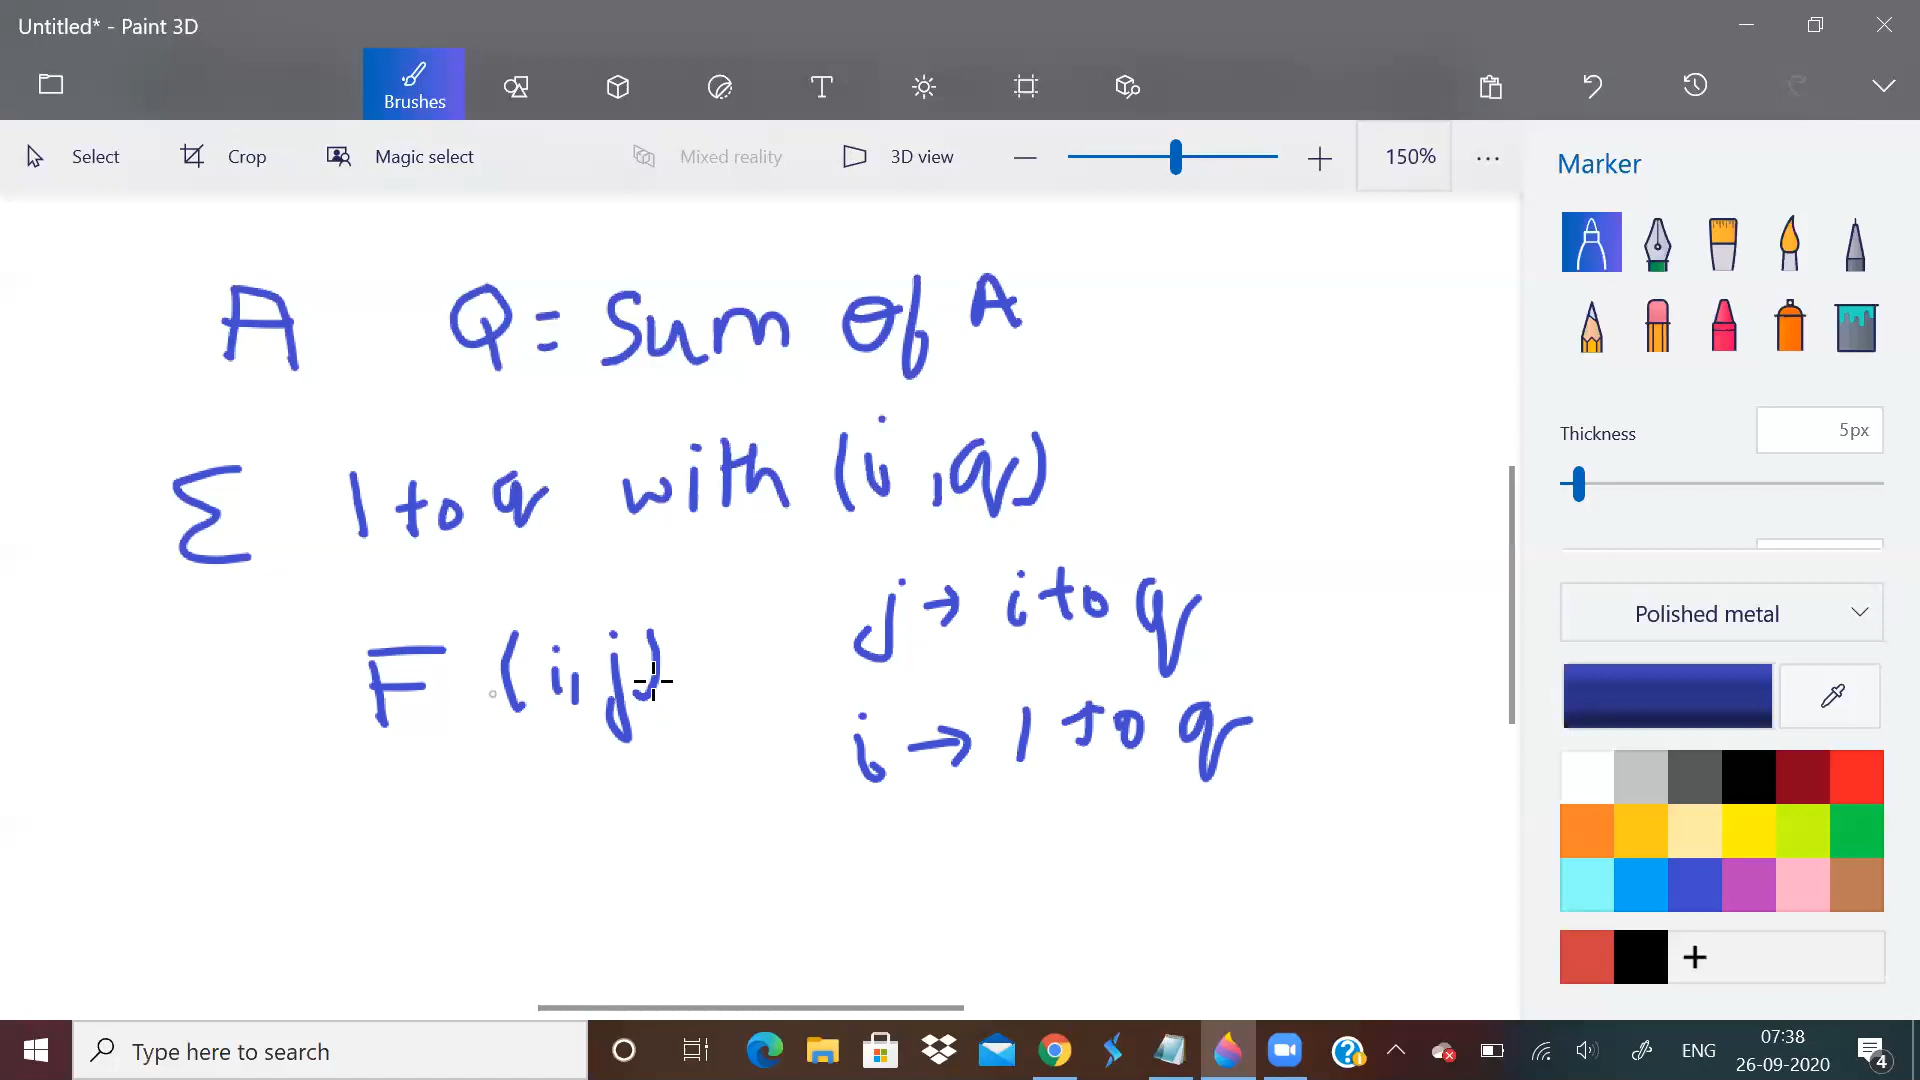 Untitled* - Paint 3D
Brushes
Select Crop Magic select Mixed reality 3D view 150%
Marker
A Q = Sum of A
Σ 1 to q with (i, q)
Thickness 5px
j → i to q
F (i, j)
i → 1 to q
Polished metal
Type here to search
ENG
07:38
26-09-2020
4